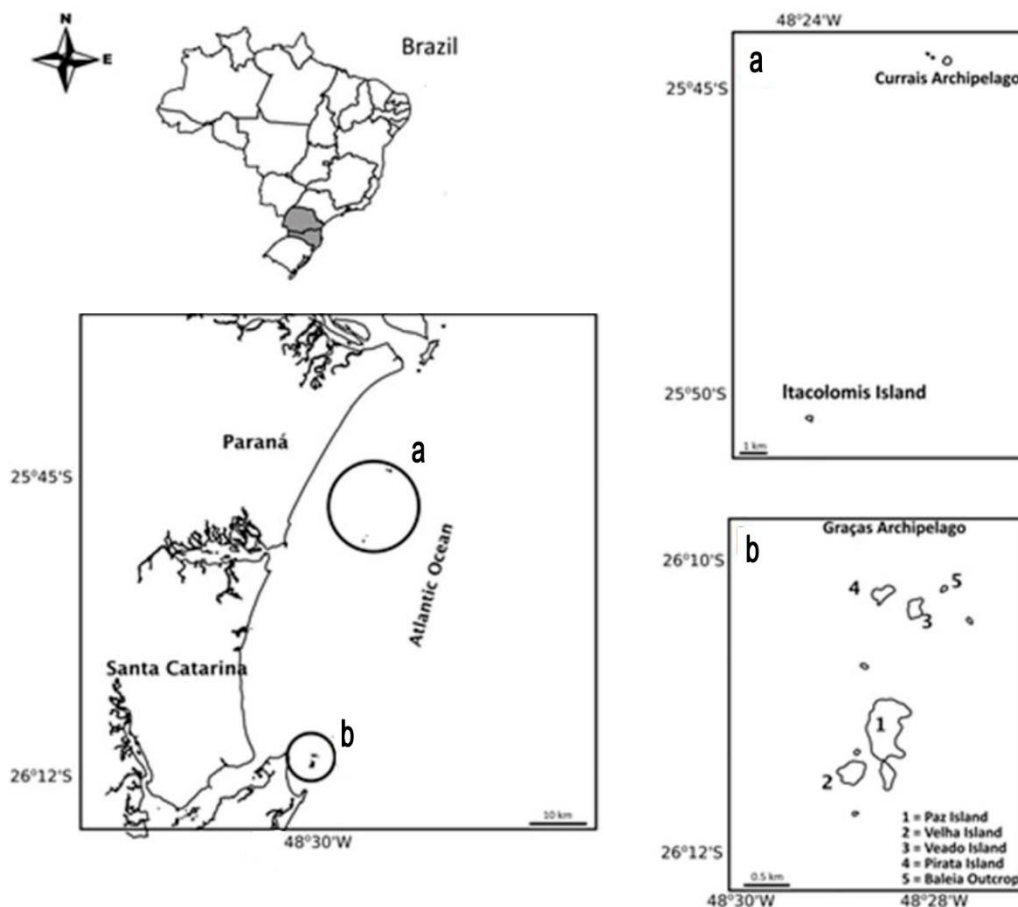 N
E
Brazil
Paraná
Santa Catarina
Atlantic Ocean
a
b
25°45'S
26°12'S
48°30'W
10 km
48°24'W
a
Currais Archipelago
25°45'S
25°50'S
Itacolomis Island
1 km
b
Graças Archipelago
26°10'S
4
5
3
1
2
1 = Paz Island
2 = Velha Island
3 = Veado Island
4 = Pirata Island
5 = Baleia Outcrop
26°12'S
0.5 km
48°30'W
48°28'W